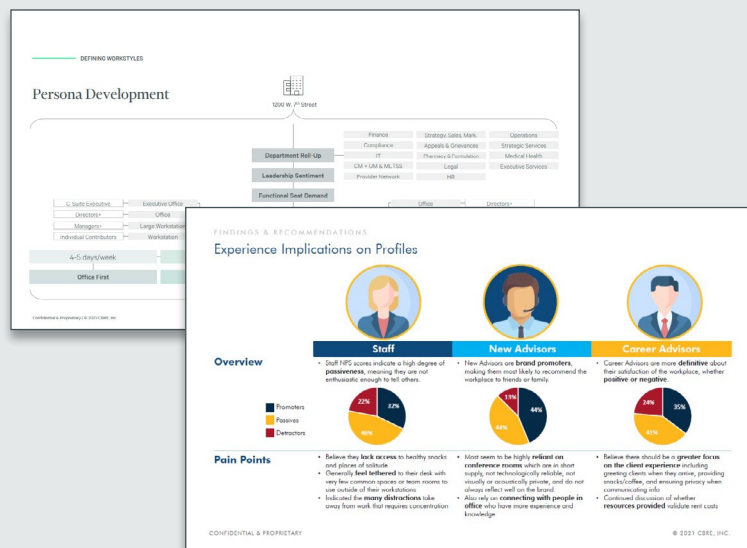 DEFINING WORKSTYLES
Persona Development
1200 W. 7th Street
Department Roll-Up
Leadership Sentiment
Functional Seat Demand
Finance
Strategy, Sales, Mark.
Operations
Compliance
Appeals & Grievances
Strategic Services
IT
Pharmacy & Formulation
Medical Health
CM + UM & MLTSS
Legal
Executive Services
Provider Network
HR
C-Suite Executive
Executive Office
Directors+
Office
Managers+
Large Workstation
Individual Contributors
Workstation
Office
Directors+
4-5 days/week
Office First
Confidential & Proprietary | © 2021 CBRE, Inc.
FINDINGS & RECOMMENDATIONS
Experience Implications on Profiles
Staff
New Advisors
Career Advisors
Overview
• Staff NPS scores indicate a high degree of
passiveness, meaning they are not
enthusiastic enough to tell others.
• New Advisors are brand promoters,
making them most likely to recommend the
workplace to friends or family.
• Career Advisors are more definitive about
their satisfaction of the workplace, whether
positive or negative.
Promoters
Passives
Detractors
22%
32%
46%
13%
44%
44%
24%
35%
41%
Pain Points
• Believe they lack access to healthy snacks
and places of solitude
• Generally feel tethered to their desk with
very few common spaces or team rooms to
use outside of their workstations
• Indicated the many distractions take
away from work that requires concentration
• Most seem to be highly reliant on
conference rooms which are in short
supply, not technologically reliable, not
visually or acoustically private, and do not
always reflect well on the brand.
• Also rely on connecting with people in
office who have more experience and
knowledge
• Believe there should be a greater focus
on the client experience including
greeting clients when they arrive, providing
snacks/coffee, and ensuring privacy when
communicating info
• Continued discussion of whether
resources provided validate rent costs
CONFIDENTIAL & PROPRIETARY
© 2021 CBRE, INC.